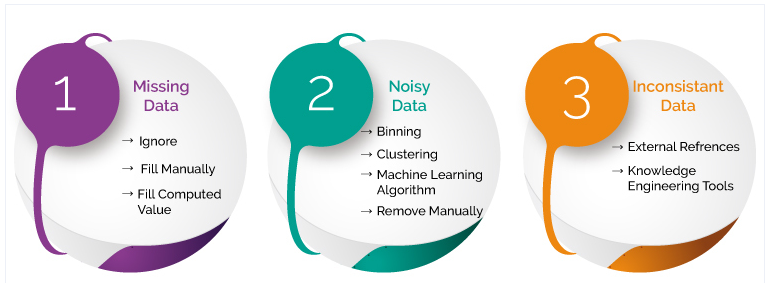 1
Missing
Data
→ Ignore
→ Fill Manually
→ Fill Computed
Value
2
Noisy
Data
→ Binning
→ Clustering
→ Machine Learning
Algorithm
→ Remove Manually
3
Inconsistant
Data
→ External Refrences
→ Knowledge
Engineering Tools